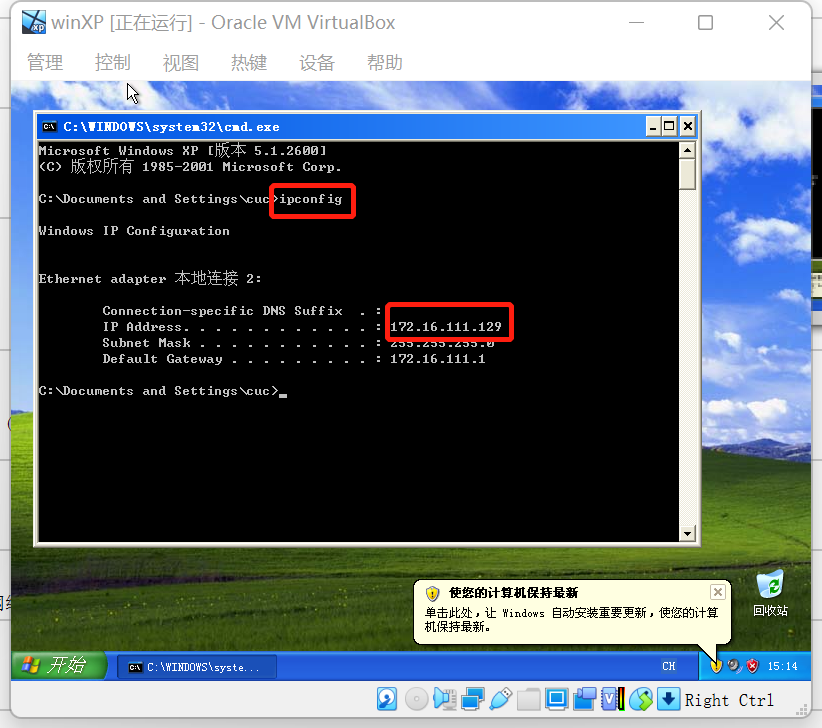 winXP [正在运行] - Oracle VM VirtualBox
管理 控制 视图 热键 设备 帮助
C:\WINDOWS\system32\cmd.exe
Microsoft Windows XP [版本 5.1.2600]
(C) 版权所有 1985-2001 Microsoft Corp.
C:\Documents and Settings\cuc>ipconfig
Windows IP Configuration
Ethernet adapter 本地连接 2:
Connection-specific DNS Suffix  . :
IP Address. . . . . . . . . . . . : 172.16.111.129
Subnet Mask . . . . . . . . . . . : 255.255.255.0
Default Gateway . . . . . . . . . : 172.16.111.1
C:\Documents and Settings\cuc>_
使您的计算机保持最新
单击此处，让 Windows 自动安装重要更新，使您的计算
机保持最新。
回收站
开始 C:\WINDOWS\syste... CH 15:14
Right Ctrl